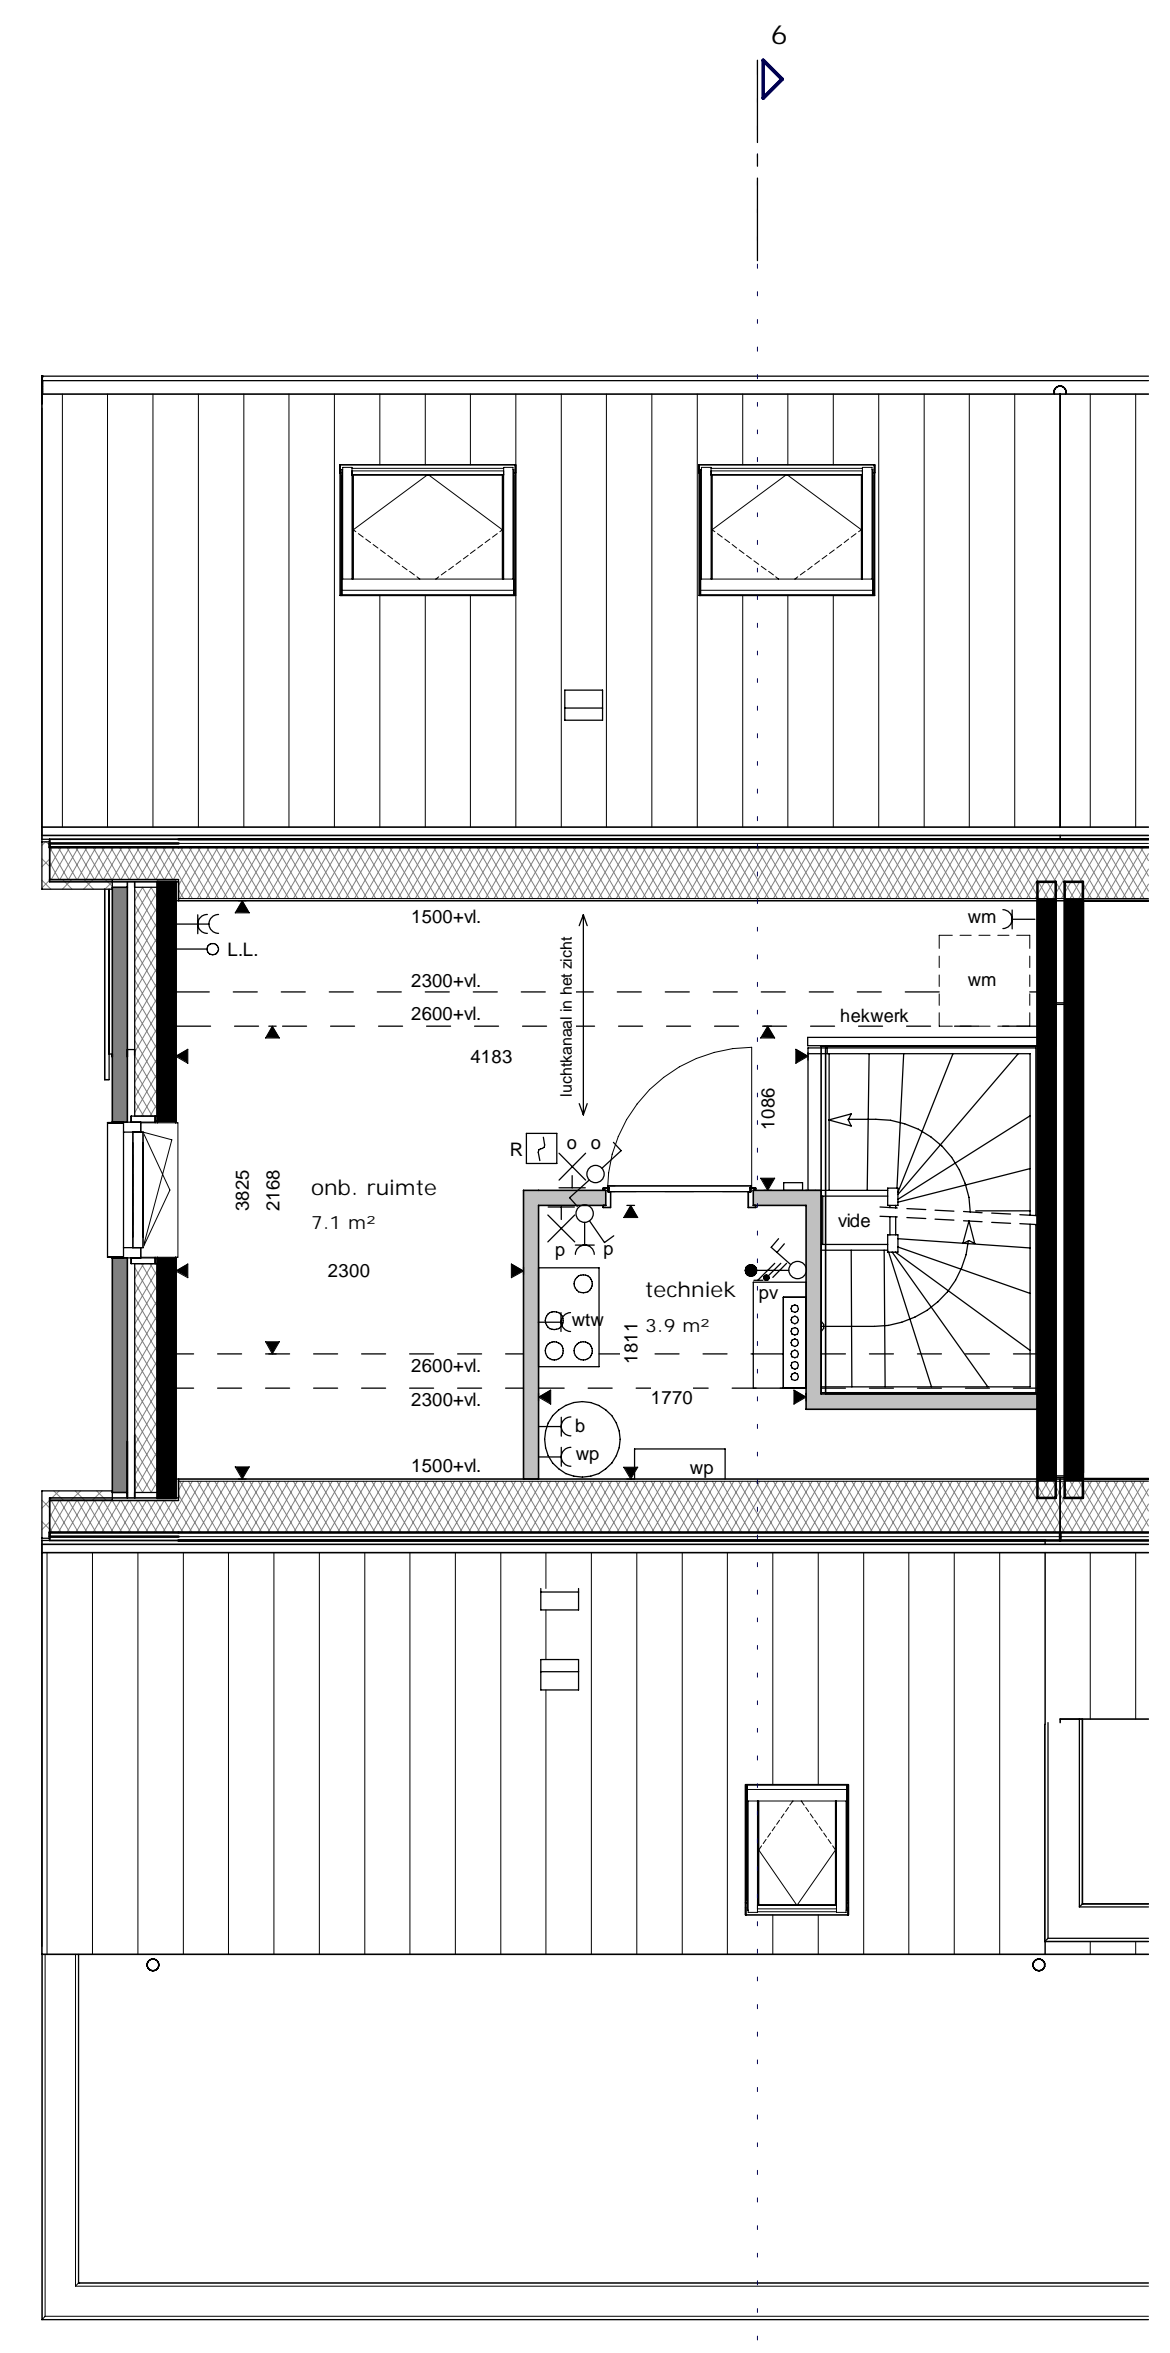 6
1500+vl.
wm
L.L.
luchtkanaal in het zicht
2300+vl.
wm
2600+vl.
hekwerk
4183
1086
R
o
o
3825
2168
onb. ruimte
7.1 m²
vide
p
p
2300
techniek
3.9 m²
pv
wtw
1811
2600+vl.
2300+vl.
1770
b
wp
1500+vl.
wp